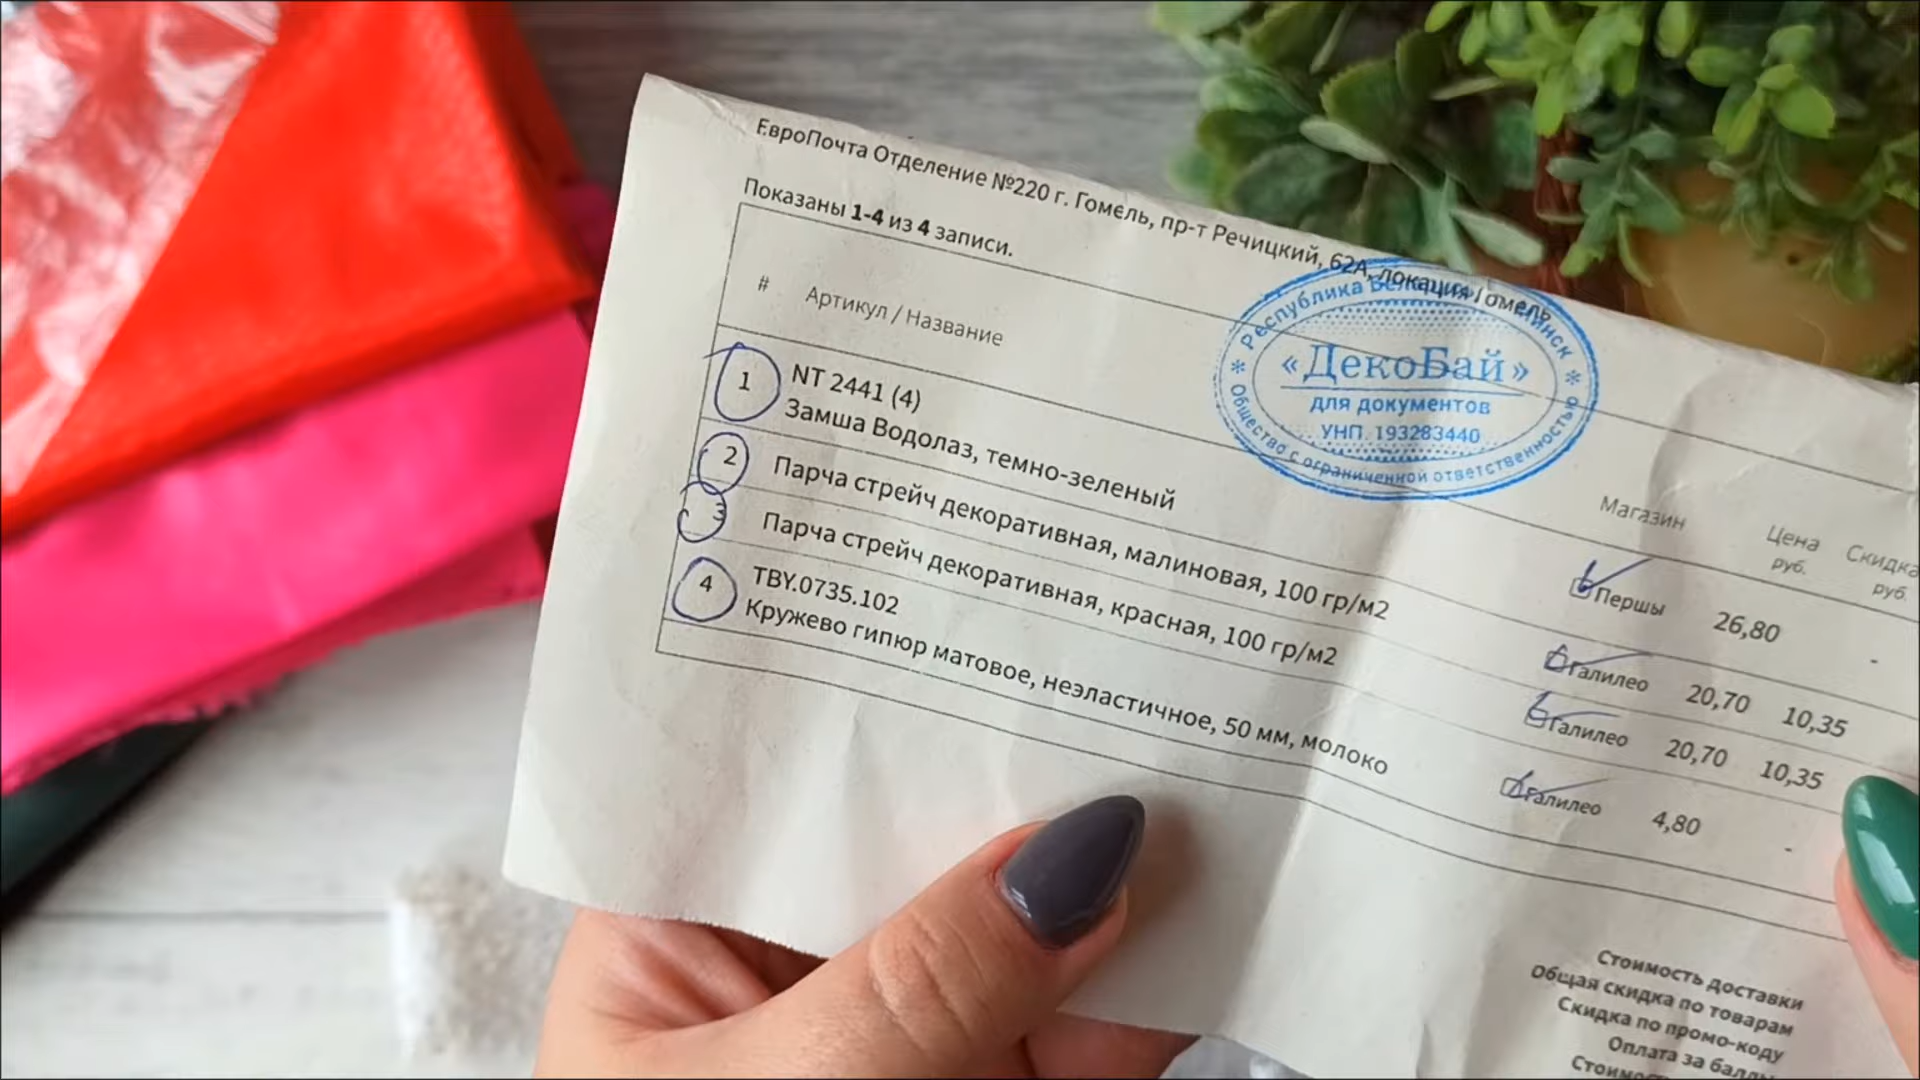 ЕвроПочта Отделение №220 г. Гомель, пр-т Речицкий, 62А, локация Гомель
Показаны 1-4 из 4 записи.
Республика Беларусь Минск
«ДекоБай»
для документов
УНП 193283440
Общество с ограниченной ответственностью
# Артикул / Название Магазин Цена руб. Скидка руб.
1 NT 2441 (4)
Замша Водолаз, темно-зеленый Першы 26,80 -
2 Парча стрейч декоративная, малиновая, 100 гр/м2 Галилео 20,70 10,35
3 Парча стрейч декоративная, красная, 100 гр/м2 Галилео 20,70 10,35
4 TBY.0735.102
Кружево гипюр матовое, неэластичное, 50 мм, молоко Галилео 4,80 -
Стоимость доставки
Общая скидка по товарам
Скидка по промо-коду
Оплата за баллы